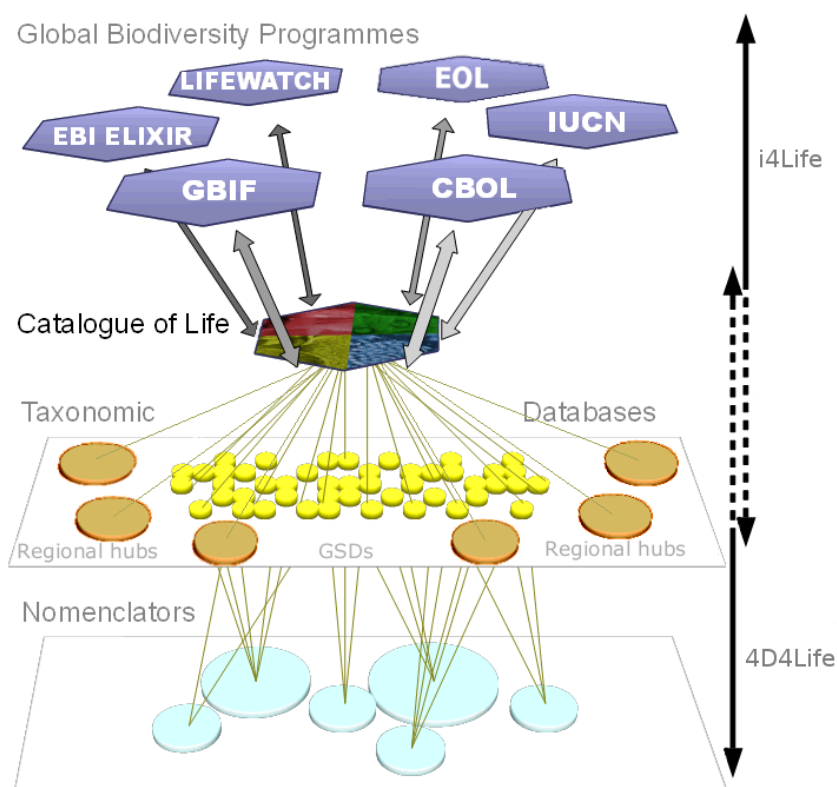 Global Biodiversity Programmes
LIFEWATCH
EOL
EBI ELIXIR
IUCN
GBIF
CBOL
i4Life
Catalogue of Life
Taxonomic
Databases
Regional hubs
GSDs
Regional hubs
Nomenclators
4D4Life